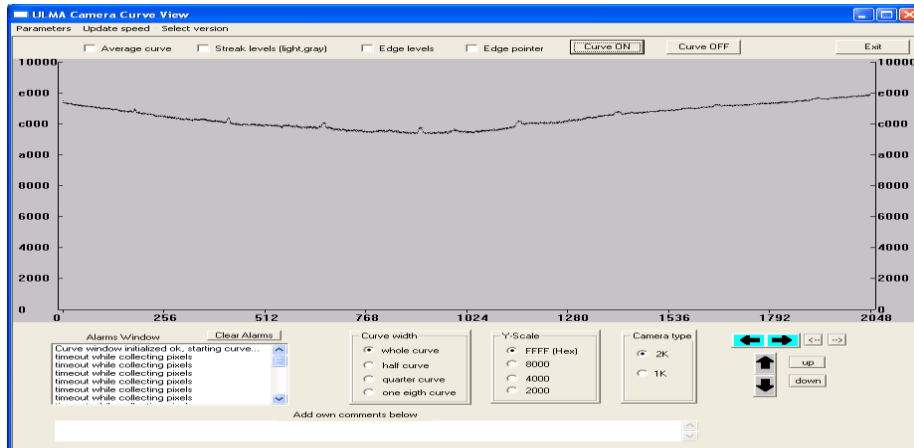 ULMA Camera Curve View
Parameters Update speed Select version
Average curve Streak levels (light,gray) Edge levels Edge pointer Curve ON Curve OFF Exit
10000 10000
e000 e000
c000 c000
a000 a000
8000 8000
6000 6000
4000 4000
2000 2000
0 0
0 256 512 768 1024 1280 1536 1792 2048
Alarms Window Clear Alarms
Curve window initialized ok, starting curve...
timeout while collecting pixels
timeout while collecting pixels
timeout while collecting pixels
timeout while collecting pixels
timeout while collecting pixels
timeout while collecting pixels
Curve width
whole curve
half curve
quarter curve
one eigth curve
Y-Scale
FFFF (Hex)
8000
4000
2000
Camera type
2K
1K
<-- -->
up
down
Add own comments below